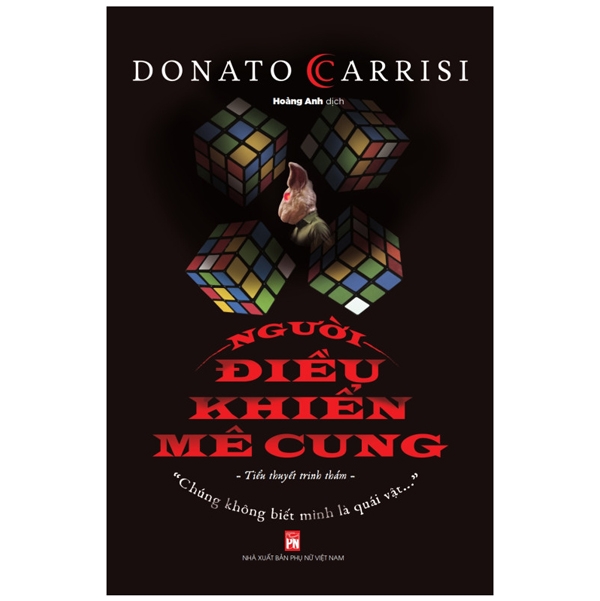 DONATO CARRISI
Hoàng Anh dịch
NGƯỜI
ĐIỀU
KHIỂN
MÊ CUNG
- Tiểu thuyết trinh thám -
“Chúng không biết mình là quái vật...”
PN
NHÀ XUẤT BẢN PHỤ NỮ VIỆT NAM